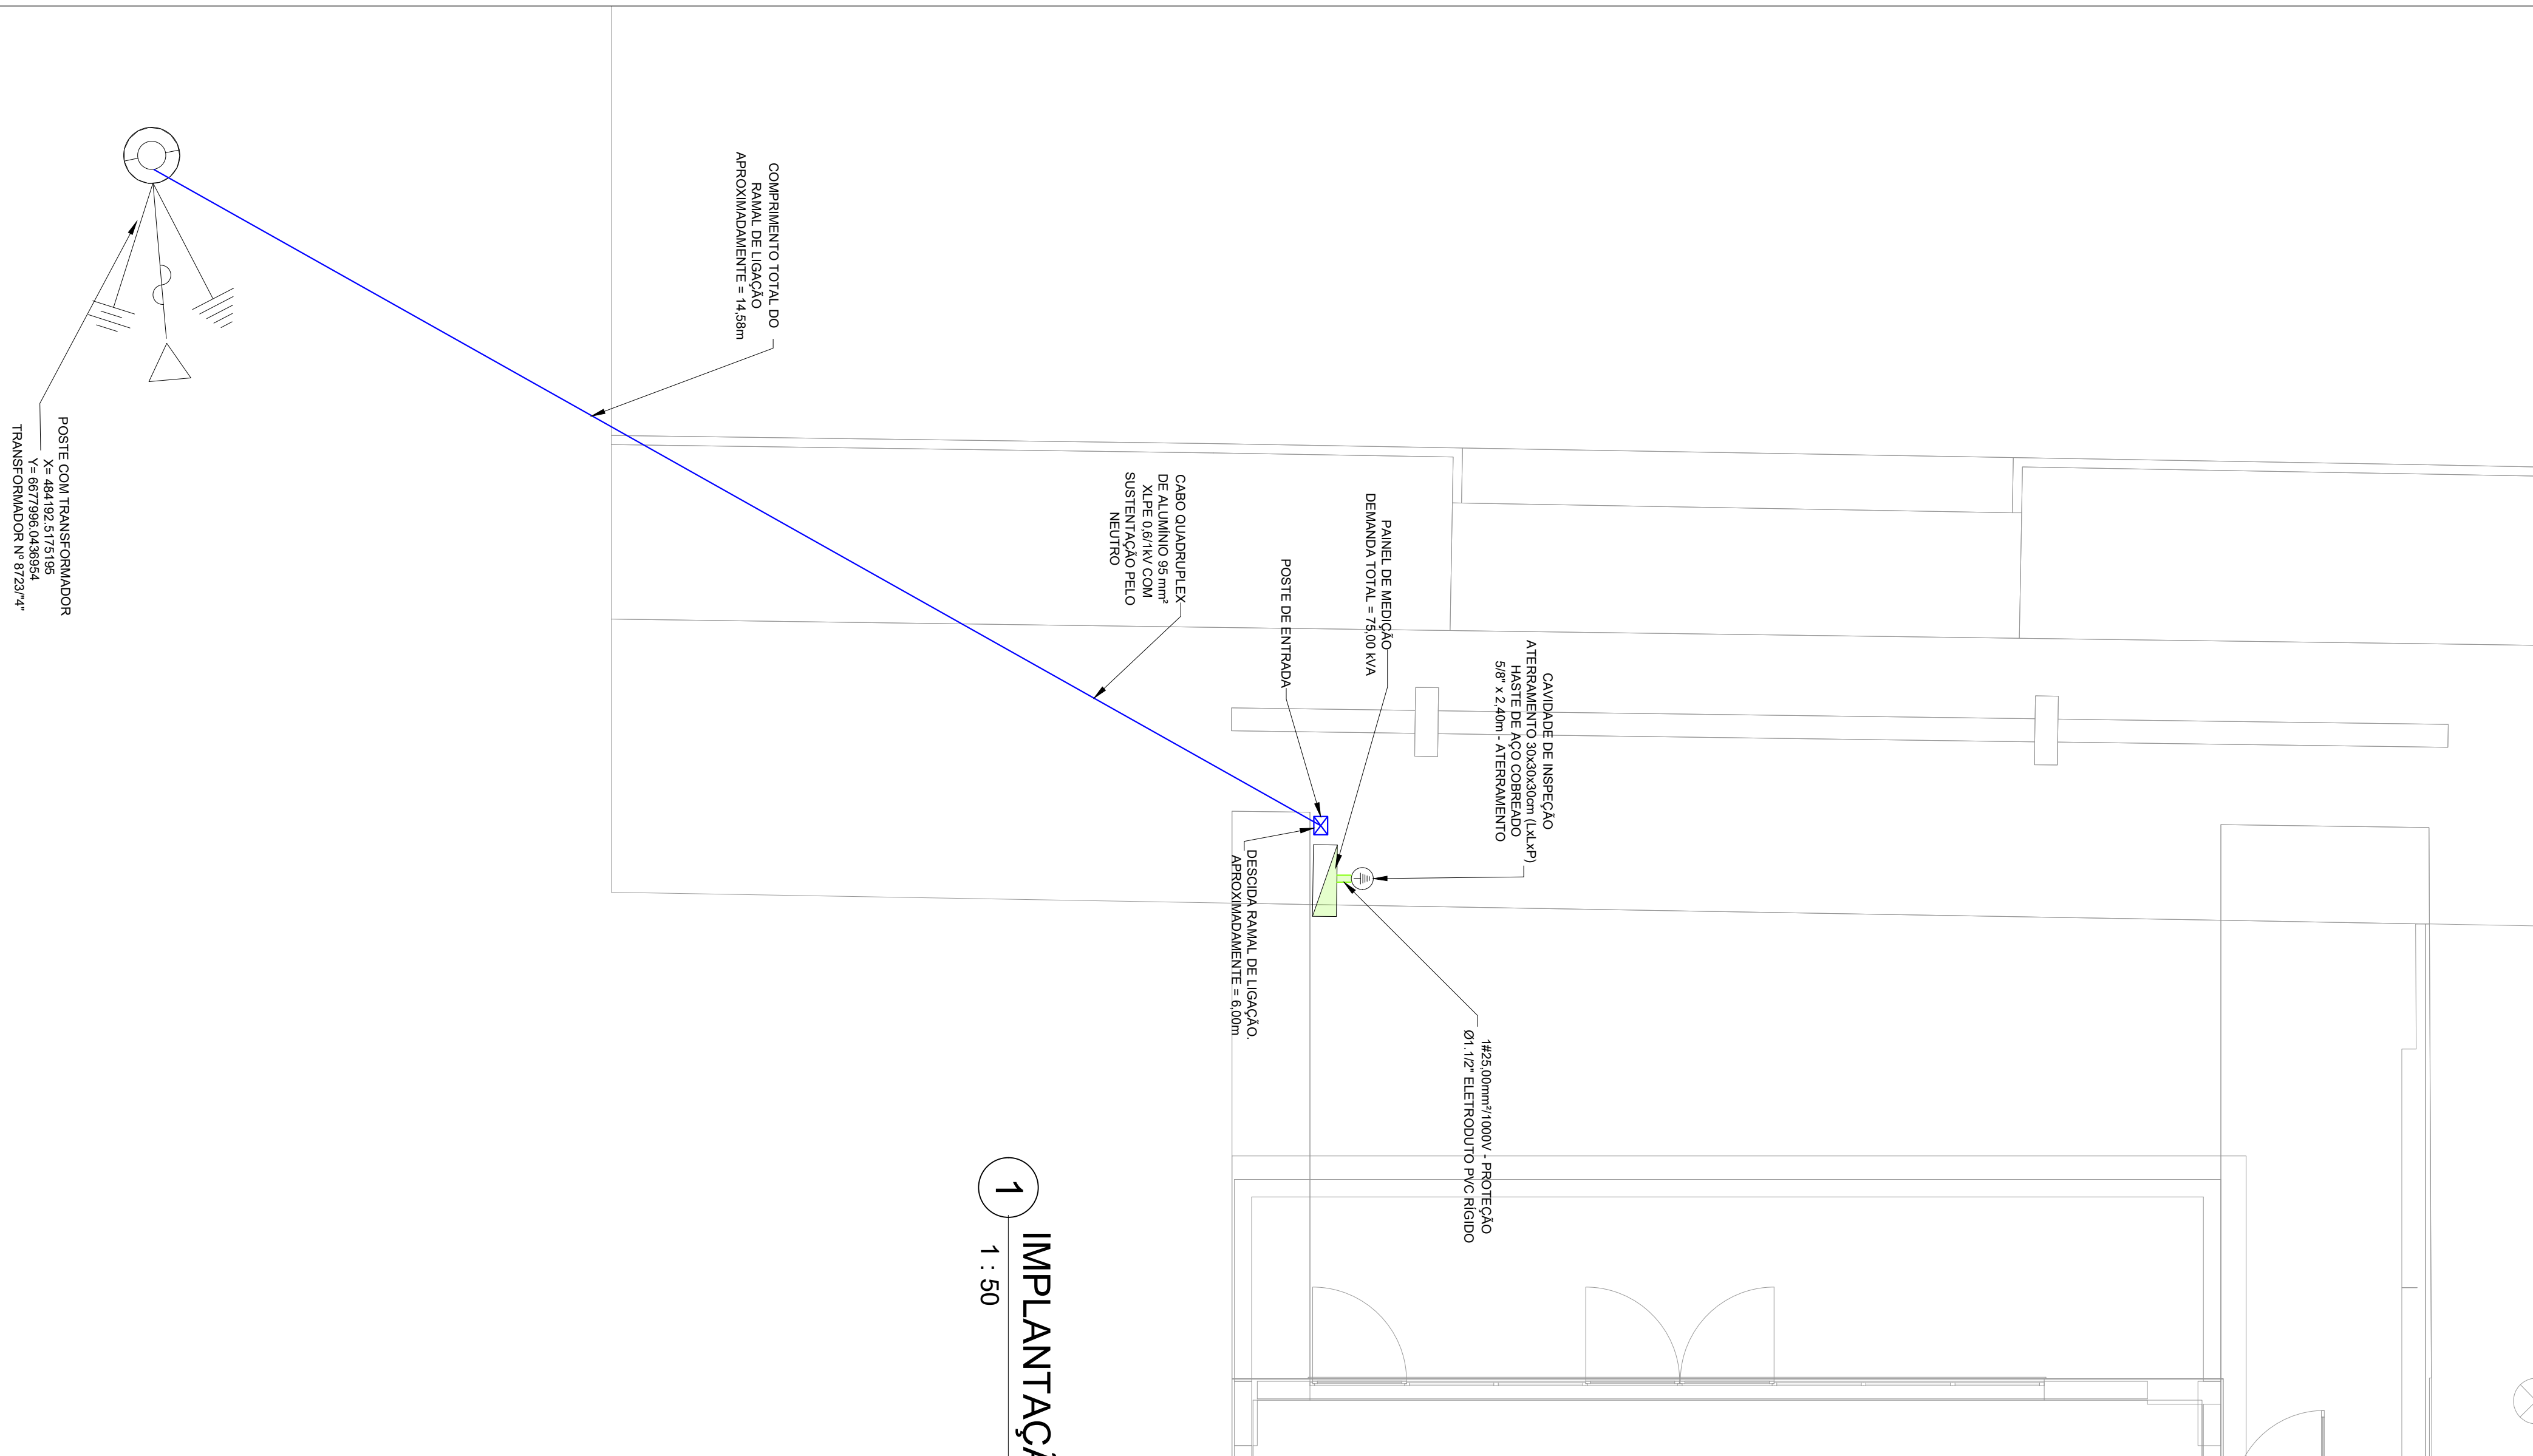 COMPRIMENTO TOTAL DO
RAMAL DE LIGAÇÃO
APROXIMADAMENTE = 14,58m
POSTE COM TRANSFORMADOR
X= 484192.5175195
Y= 6677996.0436954
TRANSFORMADOR Nº 8723/"4"
CABO QUADRUPLEX
DE ALUMÍNIO 95 mm²
XLPE 0,6/1kV COM
SUSTENTAÇÃO PELO
NEUTRO
PAINEL DE MEDIÇÃO
DEMANDA TOTAL = 75,00 kVA
POSTE DE ENTRADA
CAVIDADE DE INSPEÇÃO
ATERRAMENTO 30x30x30cm (LxLxP)
HASTE DE AÇO COBREADO
5/8" x 2,40m - ATERRAMENTO
DESCIDA RAMAL DE LIGAÇÃO.
APROXIMADAMENTE = 6,00m
1#25,00mm²/1000V - PROTEÇÃO
Ø1.1/2" ELETRODUTO PVC RÍGIDO
1
IMPLANTAÇÃ
1 : 50